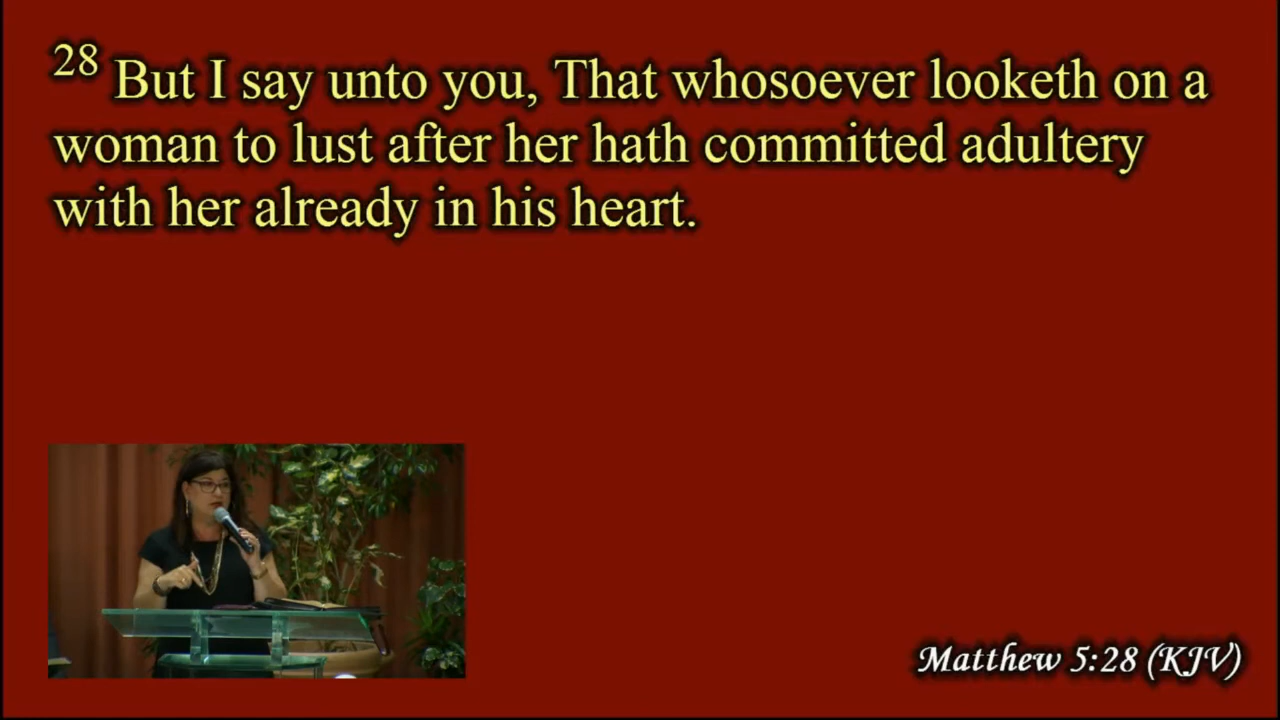 28 But I say unto you, That whosoever looketh on a
woman to lust after her hath committed adultery
with her already in his heart.
Matthew 5:28 (KJV)